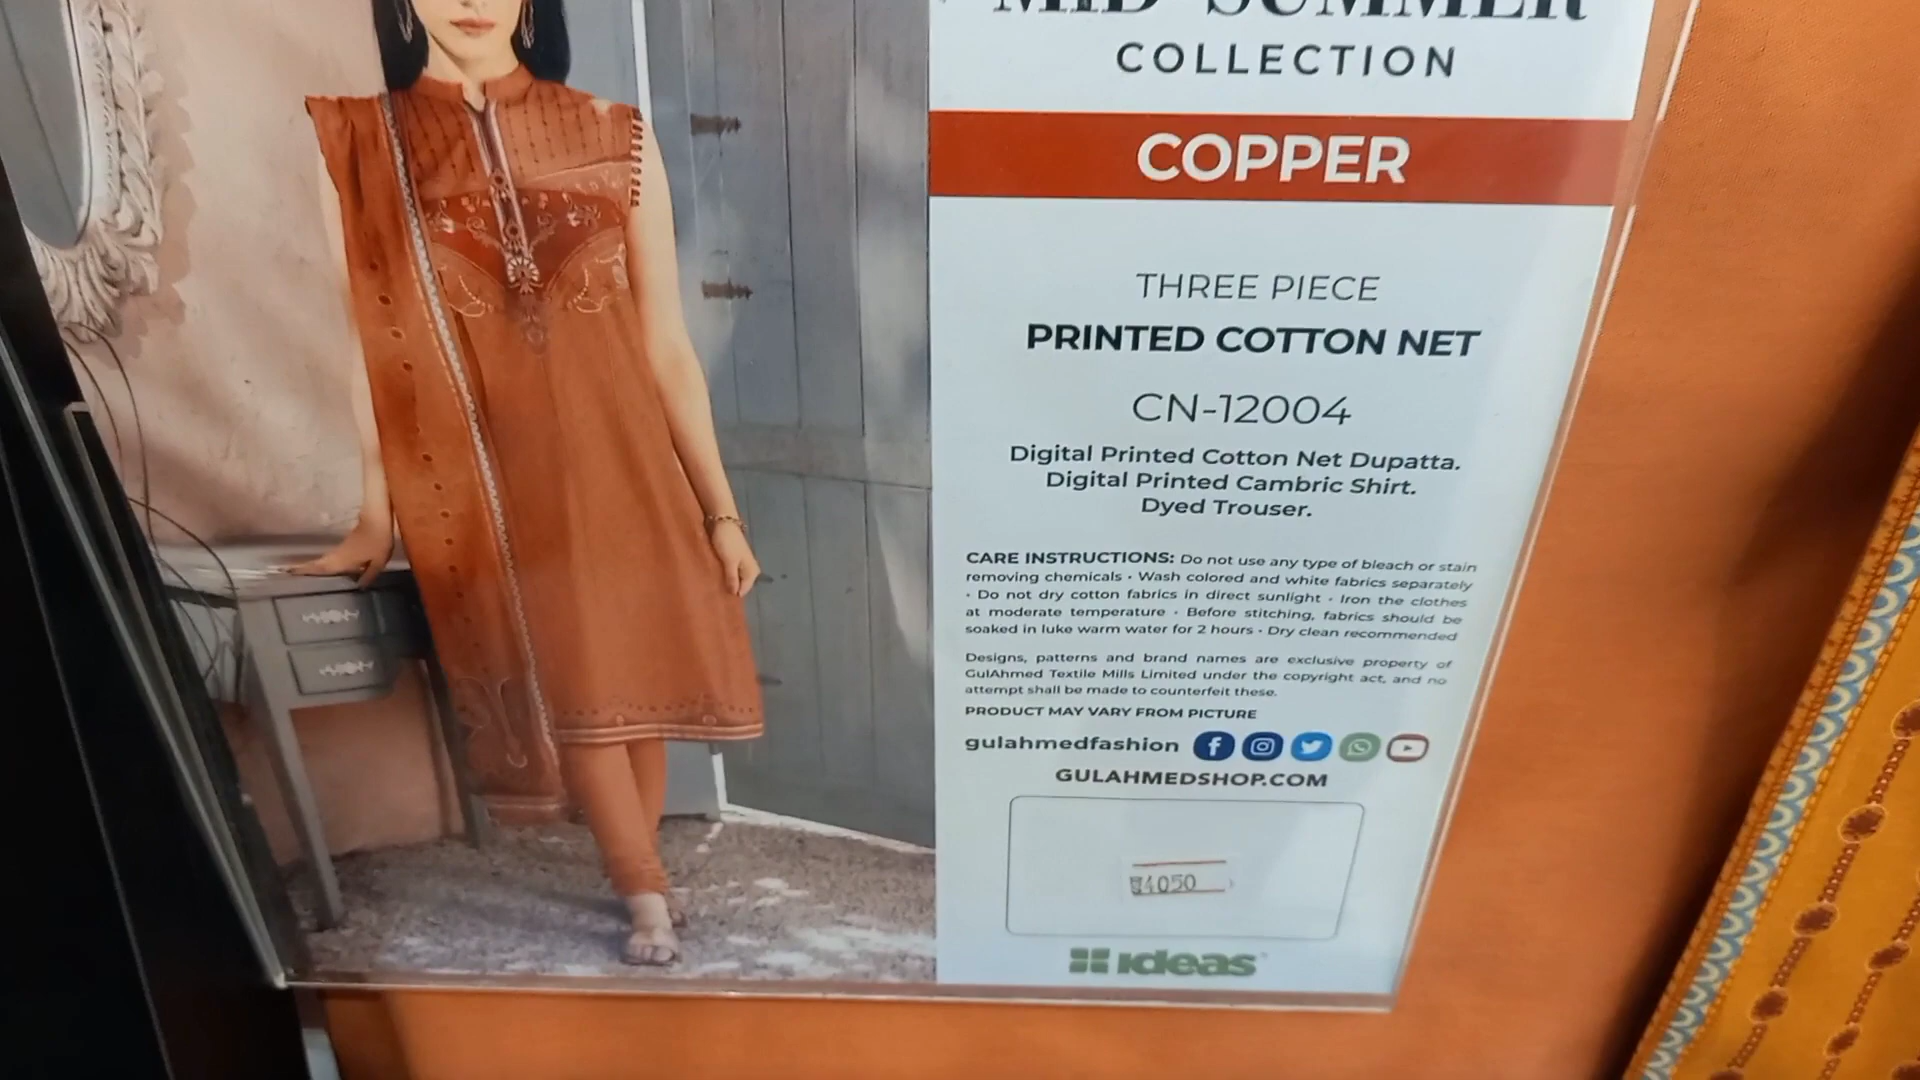 MID SUMMER
COLLECTION
COPPER
THREE PIECE
PRINTED COTTON NET
CN-12004
Digital Printed Cotton Net Dupatta.
Digital Printed Cambric Shirt.
Dyed Trouser.
CARE INSTRUCTIONS: Do not use any type of bleach or stain
removing chemicals • Wash colored and white fabrics separately
• Do not dry cotton fabrics in direct sunlight • Iron the clothes
at moderate temperature • Before stitching, fabrics should be
soaked in luke warm water for 2 hours • Dry clean recommended
Designs, patterns and brand names are exclusive property of
GulAhmed Textile Mills Limited under the copyright act, and no
attempt shall be made to counterfeit these.
PRODUCT MAY VARY FROM PICTURE
gulahmedfashion
GULAHMEDSHOP.COM
4050
ideas